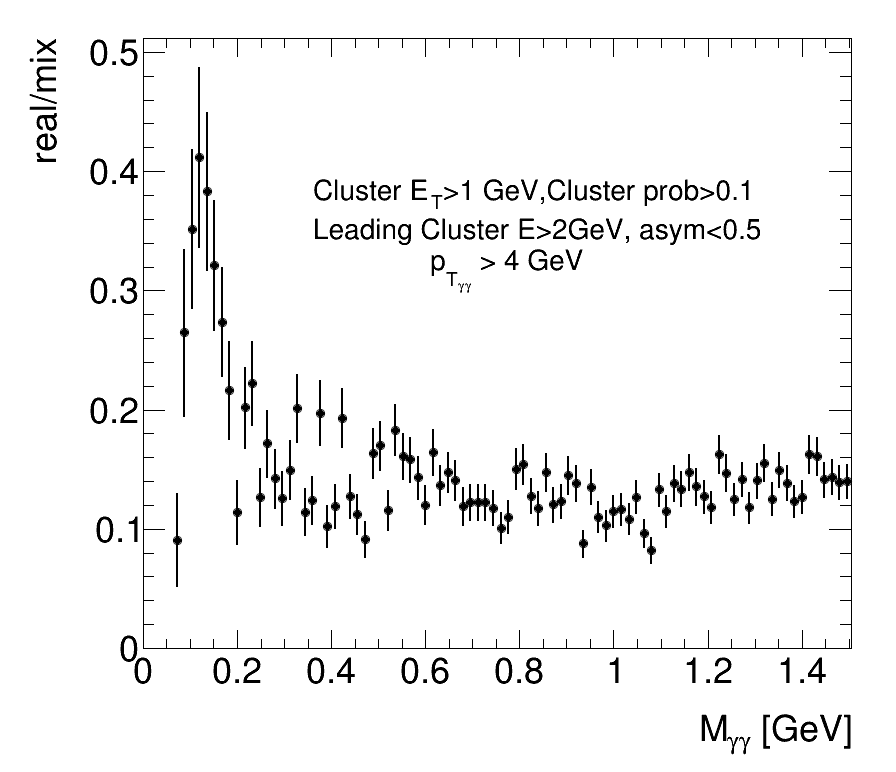 real/mix
0.5
0.4
0.3
0.2
0.1
0
Cluster E_T>1 GeV,Cluster prob>0.1
Leading Cluster E>2GeV, asym<0.5
p_Tγγ > 4 GeV
0 0.2 0.4 0.6 0.8 1 1.2 1.4
M_γγ [GeV]